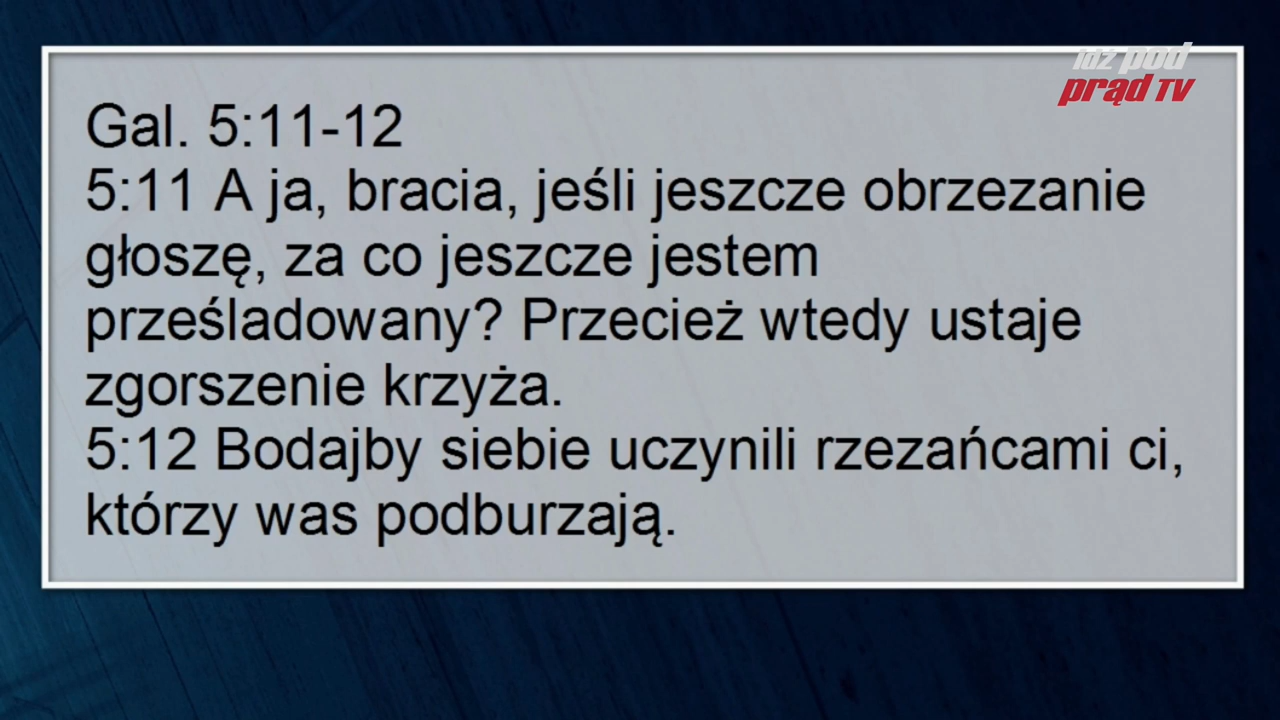 idź pod
prąd TV
Gal. 5:11-12
5:11 A ja, bracia, jeśli jeszcze obrzezanie
głoszę, za co jeszcze jestem
prześladowany? Przecież wtedy ustaje
zgorszenie krzyża.
5:12 Bodajby siebie uczynili rzezańcami ci,
którzy was podburzają.